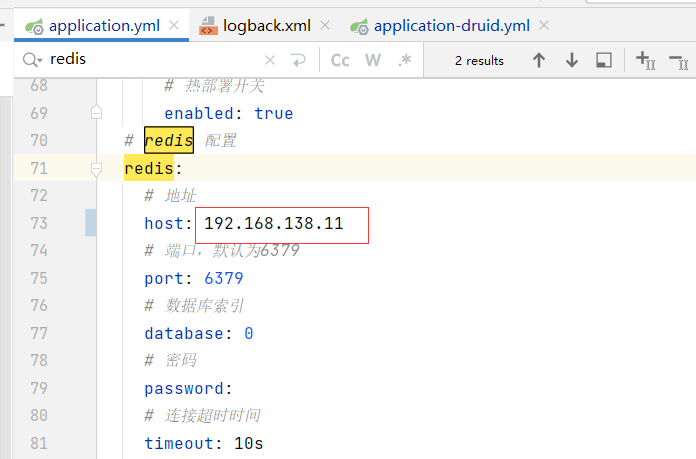 application.yml × logback.xml × application-druid.yml ×
redis × Cc W .* 2 results
68 # 热部署开关
69 enabled: true
70 # redis 配置
71 redis:
72 # 地址
73 host: 192.168.138.11
74 # 端口，默认为6379
75 port: 6379
76 # 数据库索引
77 database: 0
78 # 密码
79 password:
80 # 连接超时时间
81 timeout: 10s